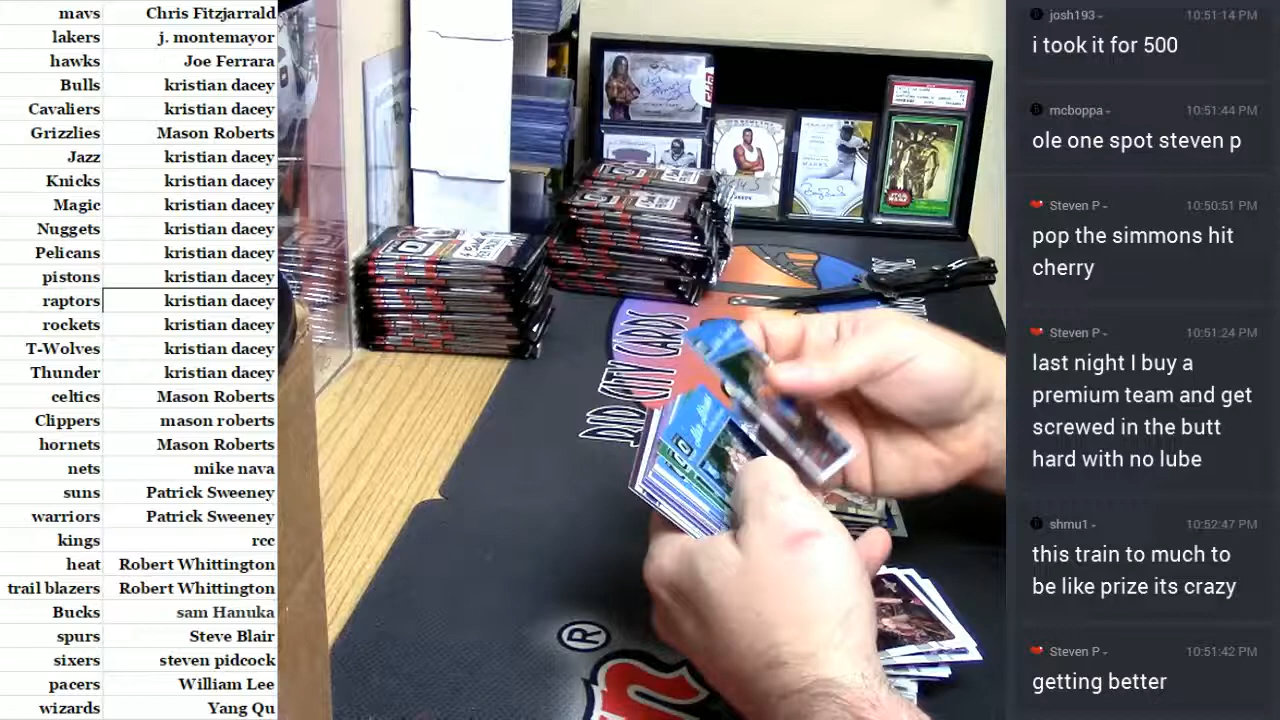 mavs Chris Fitzjarrald
lakers j. montemayor
hawks Joe Ferrara
Bulls kristian dacey
Cavaliers kristian dacey
Grizzlies Mason Roberts
Jazz kristian dacey
Knicks kristian dacey
Magic kristian dacey
Nuggets kristian dacey
Pelicans kristian dacey
pistons kristian dacey
raptors kristian dacey
rockets kristian dacey
T-Wolves kristian dacey
Thunder kristian dacey
celtics Mason Roberts
Clippers mason roberts
hornets Mason Roberts
nets mike nava
suns Patrick Sweeney
warriors Patrick Sweeney
kings rcc
heat Robert Whittington
trail blazers Robert Whittington
Bucks sam Hanuka
spurs Steve Blair
sixers steven pidcock
pacers William Lee
wizards Yang Qu
STAR WARS
CITY CARDS
®
josh193 10:51:14 PM
i took it for 500
mcboppa 10:51:44 PM
ole one spot steven p
Steven P 10:50:51 PM
pop the simmons hit
cherry
Steven P 10:51:24 PM
last night I buy a
premium team and get
screwed in the butt
hard with no lube
shmu1 10:52:47 PM
this train to much to
be like prize its crazy
Steven P 10:51:42 PM
getting better